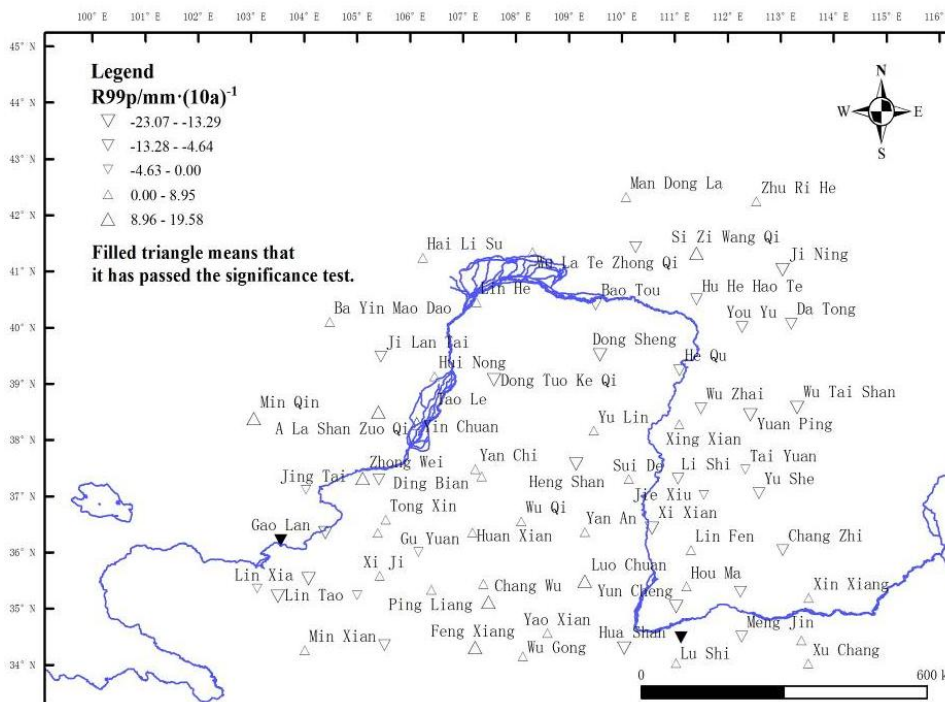 100° E 101° E 102° E 103° E 104° E 105° E 106° E 107° E 108° E 109° E 110° E 111° E 112° E 113° E 114° E 115° E 116°
45° N
44° N
43° N
42° N
41° N
40° N
39° N
38° N
37° N
36° N
35° N
34° N
Legend
R99p/mm·(10a)⁻¹
-23.07 - -13.29
-13.28 - -4.64
-4.63 - 0.00
0.00 - 8.95
8.96 - 19.58
Filled triangle means that
it has passed the significance test.
N
W E
S
Man Dong La
Zhu Ri He
Hai Li Su
Si Zi Wang Qi
Wu La Te Zhong Qi
Ji Ning
Lin He
Bao Tou
Hu He Hao Te
Ba Yin Mao Dao
You Yu
Da Tong
Ji Lan Tai
Dong Sheng
Hui Nong
He Qu
Dong Tuo Ke Qi
Min Qin
Yao Le
Wu Zhai
Wu Tai Shan
A La Shan Zuo Qi
Yin Chuan
Yu Lin
Yuan Ping
Xing Xian
Zhong Wei
Yan Chi
Jing Tai
Ding Bian
Heng Shan
Sui De
Li Shi
Tai Yuan
Yu She
Jie Xiu
Tong Xin
Wu Qi
Xi Xian
Gao Lan
Gu Yuan
Huan Xian
Yan An
Lin Fen
Chang Zhi
Xi Ji
Luo Chuan
Lin Xia
Hou Ma
Lin Tao
Ping Liang
Chang Wu
Yun Cheng
Xin Xiang
Yao Xian
Meng Jin
Min Xian
Feng Xiang
Hua Shan
Wu Gong
Lu Shi
Xu Chang
0 600 k